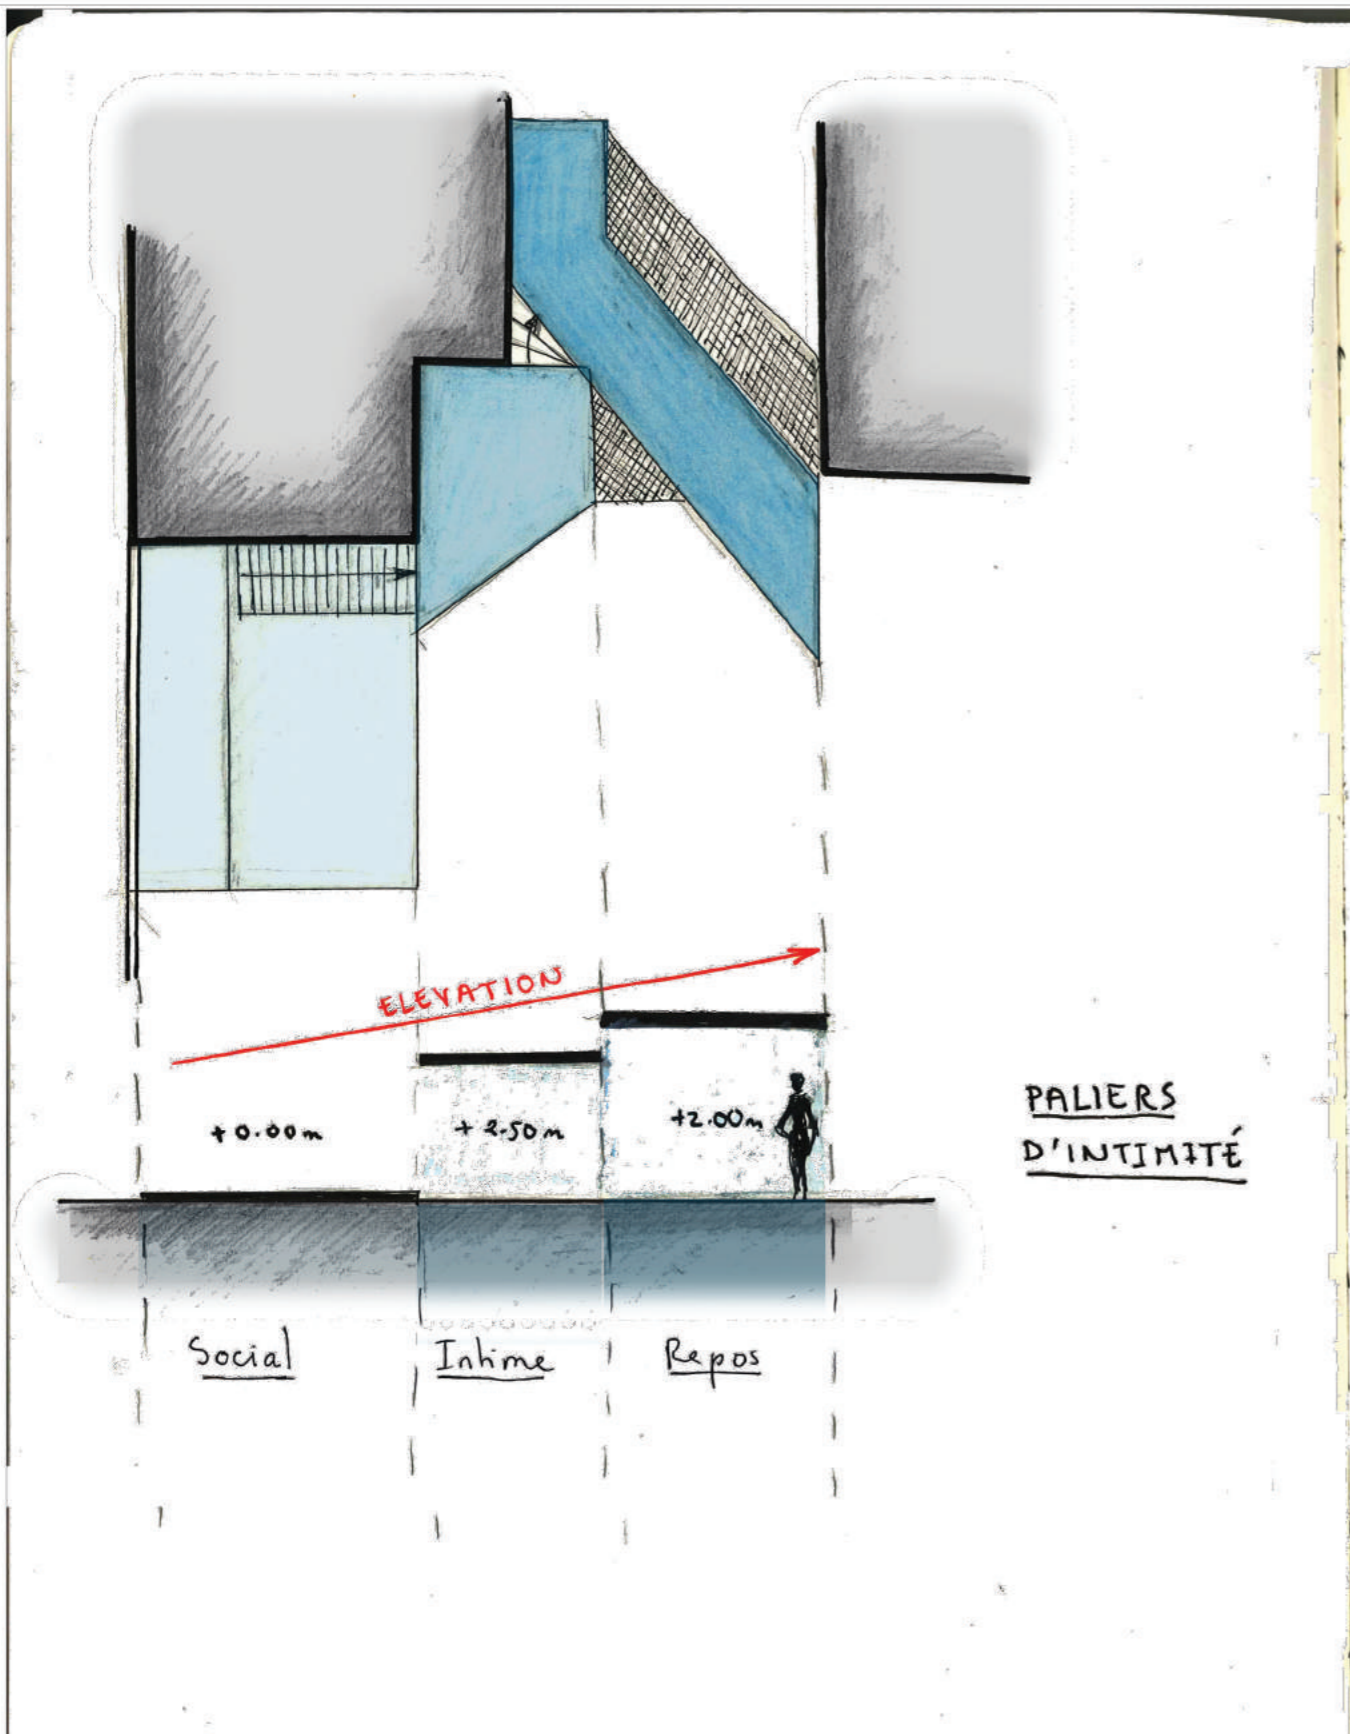 ELEVATION
+0.00m
+2.50m
+2.00m
PALIERS
D'INTIMITÉ
Social
Intime
Repos